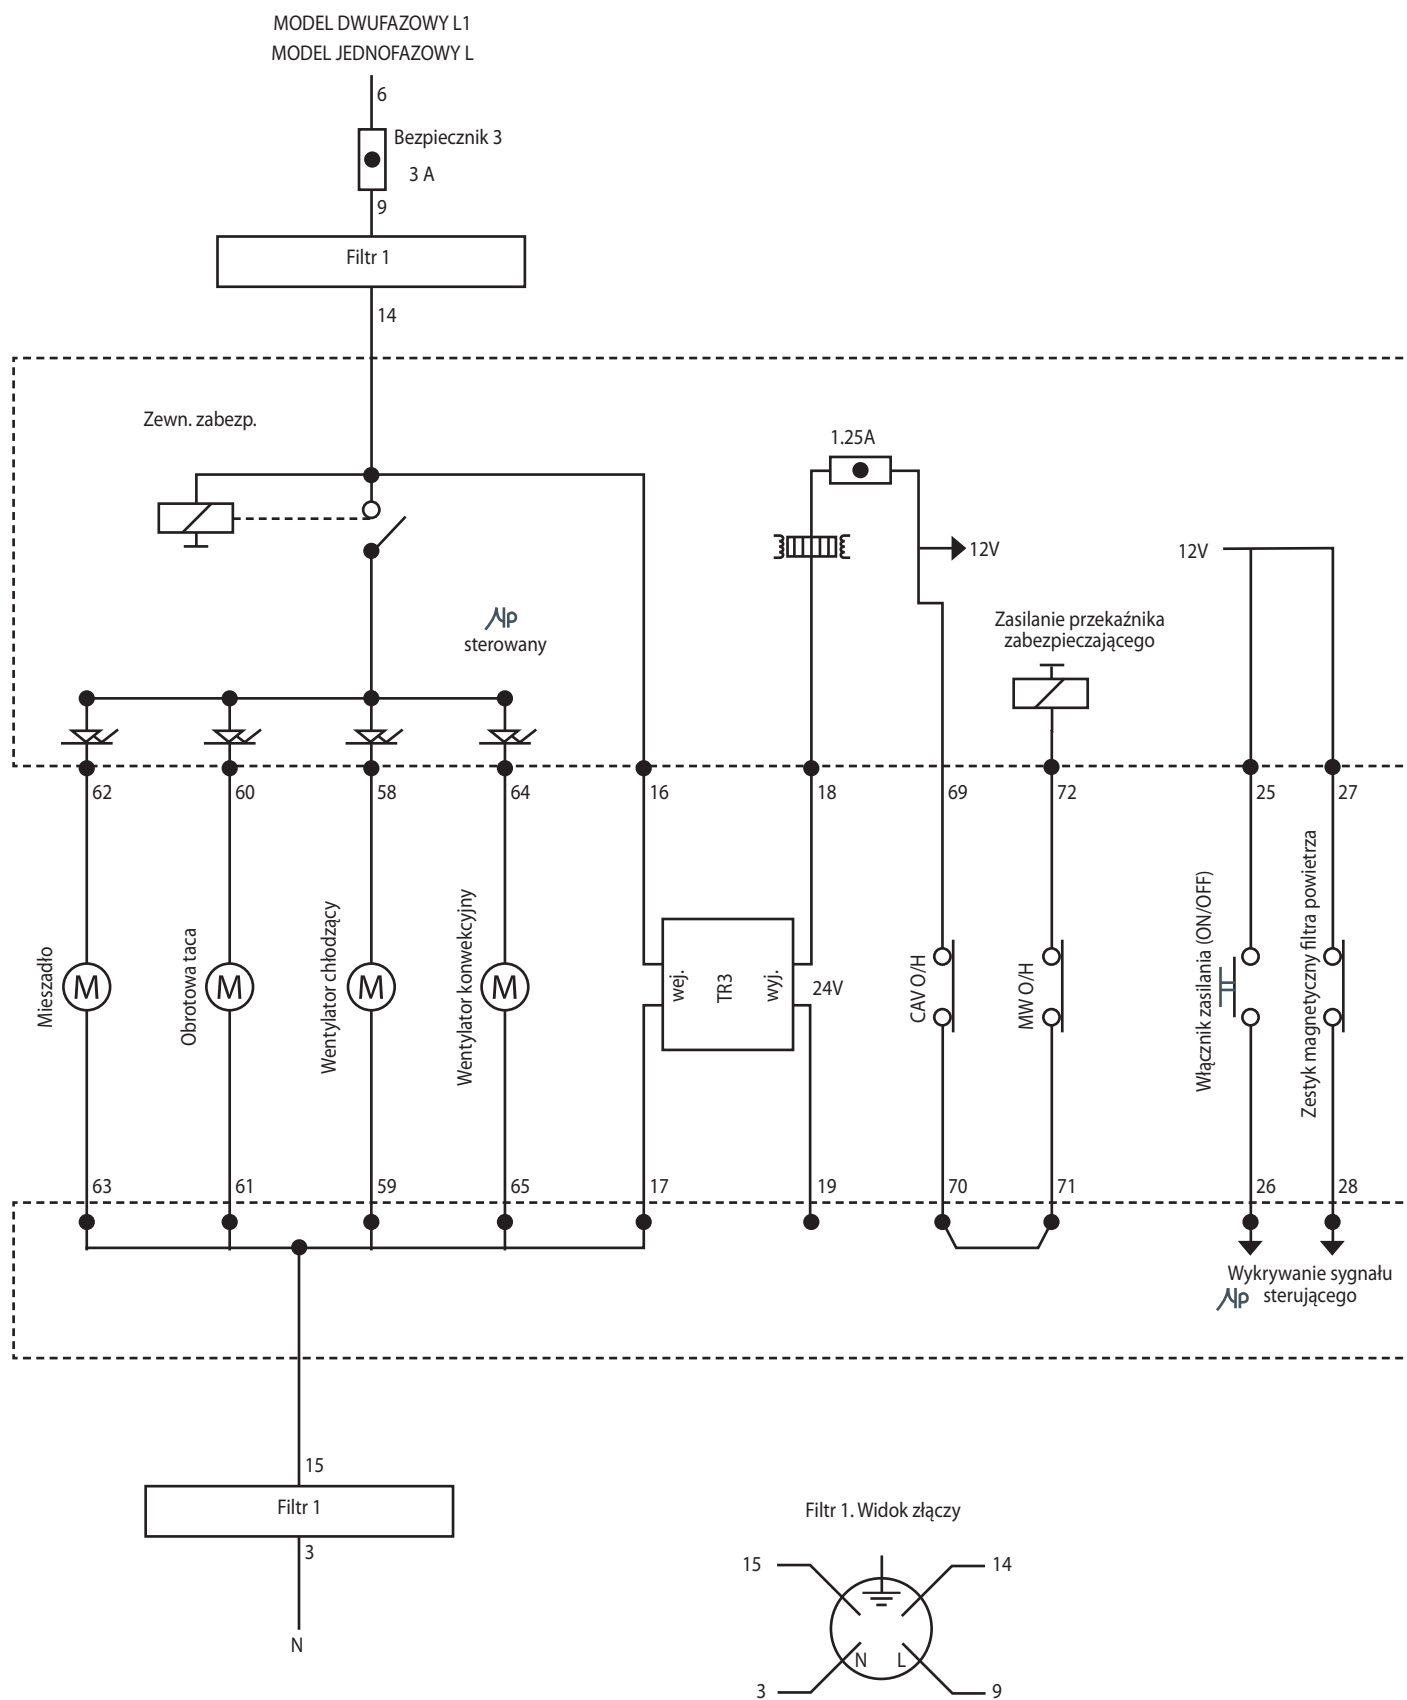 MODEL DWUFAZOWY L1
MODEL JEDNOFAZOWY L
6
Bezpiecznik 3
3 A
9
Filtr 1
14
Zewn. zabezp.
1.25A
12V
12V
sterowany
Zasilanie przekaźnika
zabezpieczającego
62
60
58
64
16
18
69
72
25
27
Mieszadło
M
Obrotowa taca
M
Wentylator chłodzący
M
Wentylator konwekcyjny
M
wej.
TR3
wyj.
24V
CAV O/H
MW O/H
Włącznik zasilania (ON/OFF)
Zestyk magnetyczny filtra powietrza
63
61
59
65
17
19
70
71
26
28
Wykrywanie sygnału
sterującego
15
Filtr 1
3
N
Filtr 1. Widok złączy
15
14
N
L
3
9